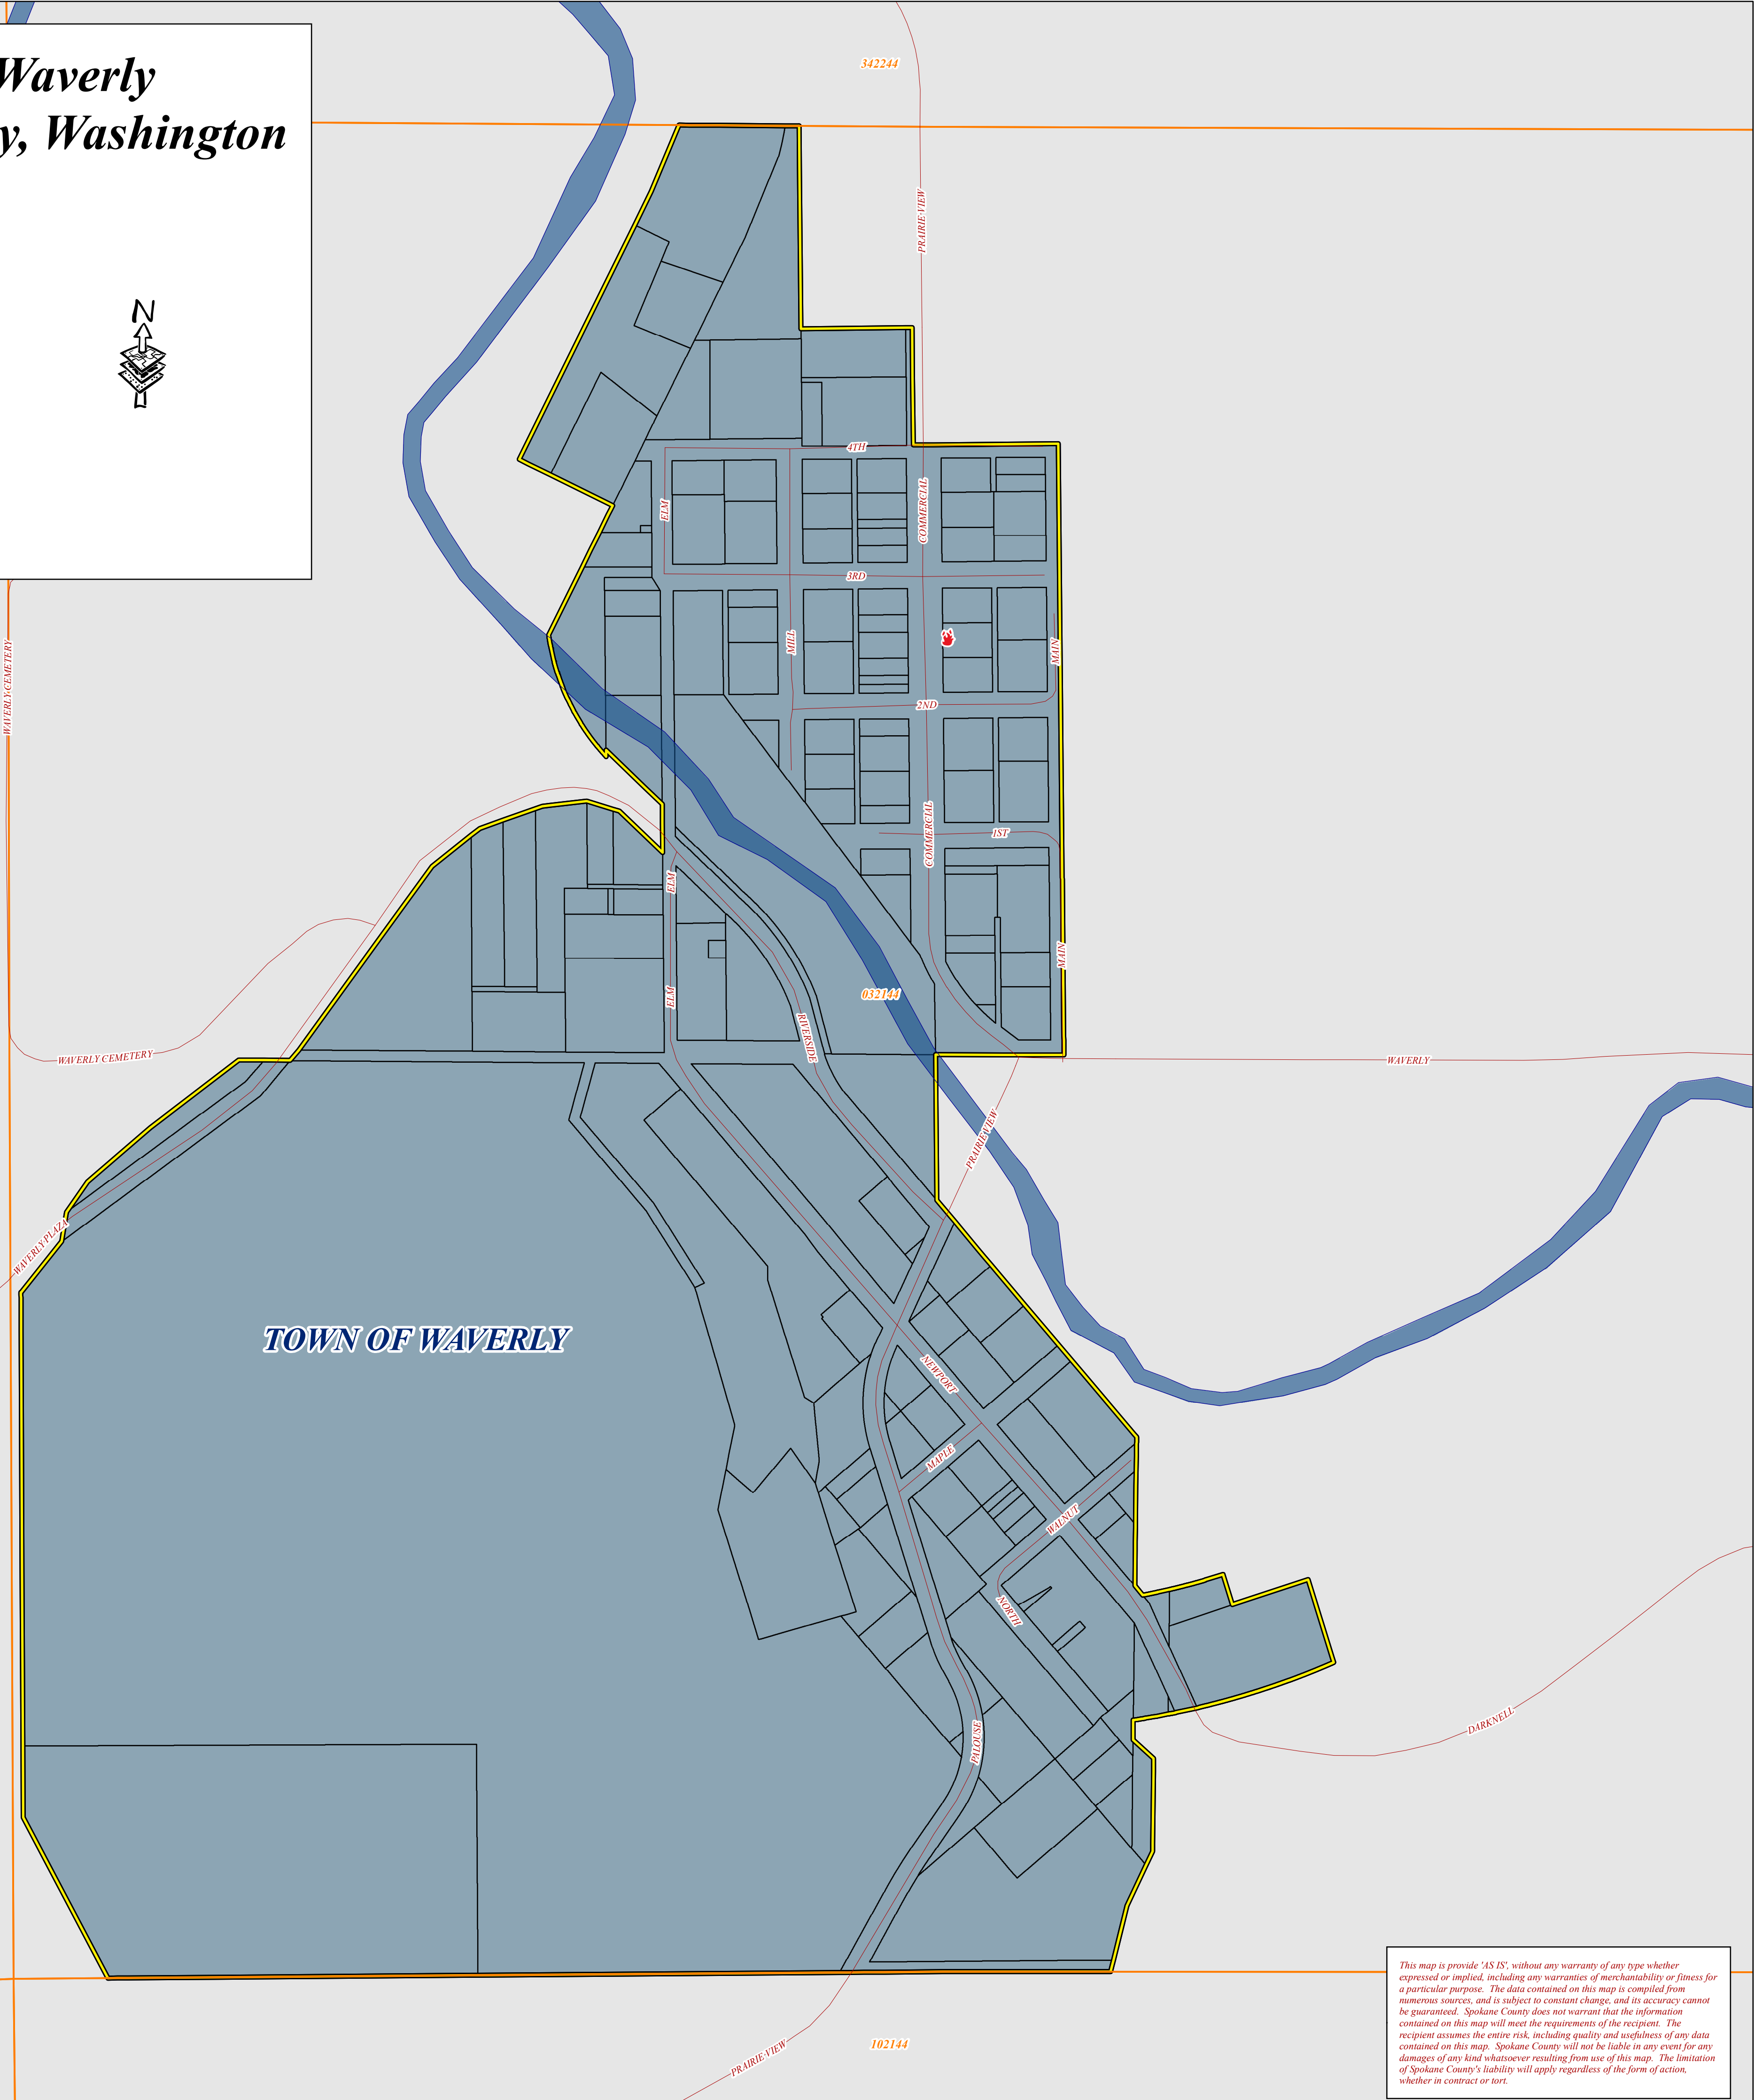 Waverly
y, Washington
N
342244
PRAIRIE VIEW
4TH
ELM
COMMERCIAL
3RD
MILL
MAIN
WAVERLY CEMETERY
2ND
COMMERCIAL
1ST
ELM
MAIN
032144
ELM
RIVERSIDE
WAVERLY CEMETERY
WAVERLY
PRAIRIE VIEW
WAVERLY-PLAZA
TOWN OF WAVERLY
NEWPORT
MAPLE
WALNUT
NORTH
PALOUSE
DARKNELL
102144
PRAIRIE VIEW
This map is provide 'AS IS', without any warranty of any type whether
expressed or implied, including any warranties of merchantability or fitness for
a particular purpose. The data contained on this map is compiled from
numerous sources, and is subject to constant change, and its accuracy cannot
be guaranteed. Spokane County does not warrant that the information
contained on this map will meet the requirements of the recipient. The
recipient assumes the entire risk, including quality and usefulness of any data
contained on this map. Spokane County will not be liable in any event for any
damages of any kind whatsoever resulting from use of this map. The limitation
of Spokane County's liability will apply regardless of the form of action,
whether in contract or tort.